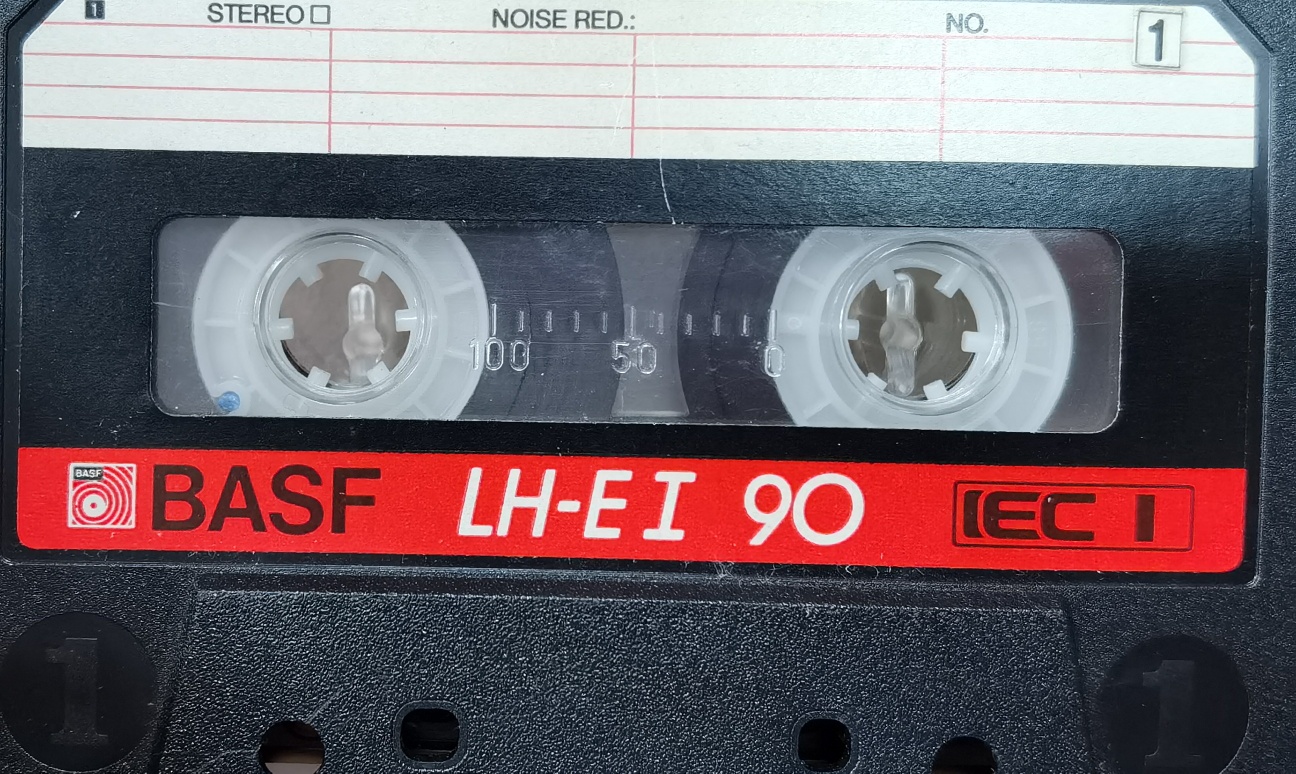 1 STEREO NOISE RED.: NO. 1
100 50 0
BASF BASF LH-E I 90 IEC I
1 1